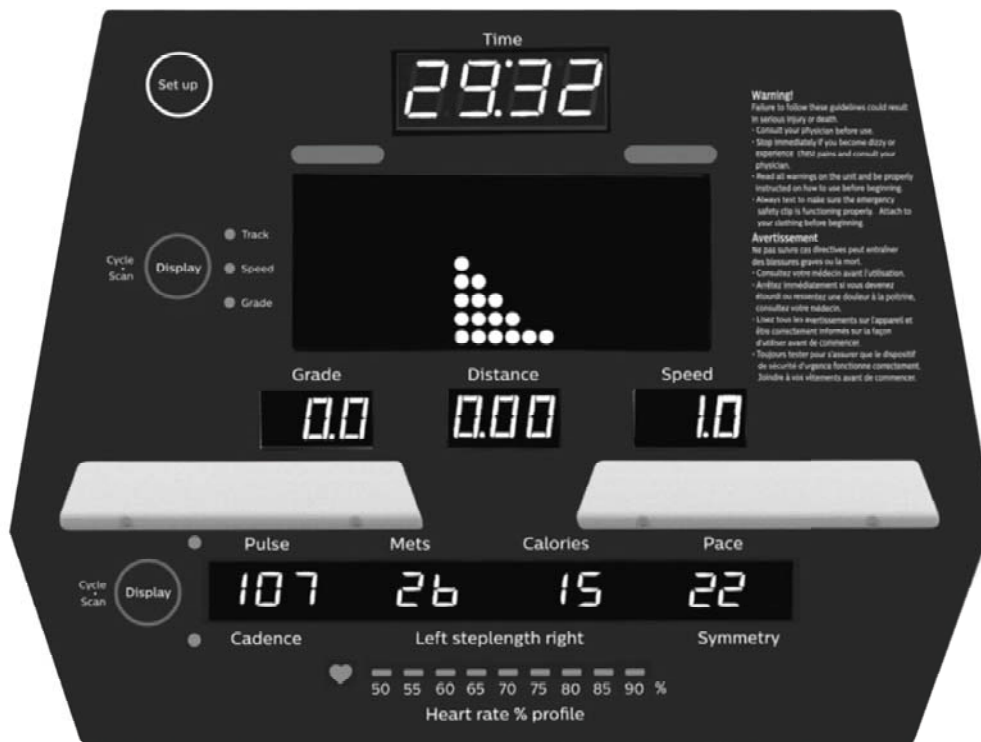 Time
29:32
Set up
Warning!
Failure to follow these guidelines could result
in serious injury or death.
· Consult your physician before use.
· Stop immediately if you become dizzy or
experience chest pains and consult your
physician.
· Read all warnings on the unit and be properly
instructed on how to use before beginning.
· Always test to make sure the emergency
safety clip is functioning properly. Attach to
your clothing before beginning.
Avertissement
Ne pas suivre ces directives peut entraîner
des blessures graves ou la mort.
· Consultez votre médecin avant l'utilisation.
· Arrêtez immédiatement si vous devenez
étourdi ou ressentez une douleur à la poitrine,
consultez votre médecin.
· Lisez tous les avertissements sur l'appareil et
être correctement informés sur la façon
d'utiliser avant de commencer.
· Toujours tester pour s'assurer que le dispositif
de sécurité d'urgence fonctionne correctement.
Joindre à vos vêtements avant de commencer.
Cycle
·
Scan
Display
Track
Speed
Grade
Grade Distance Speed
0.0 0.00 1.0
Pulse Mets Calories Pace
Cycle
·
Scan
Display
107 26 15 22
Cadence Left steplength right Symmetry
50 55 60 65 70 75 80 85 90 %
Heart rate % profile